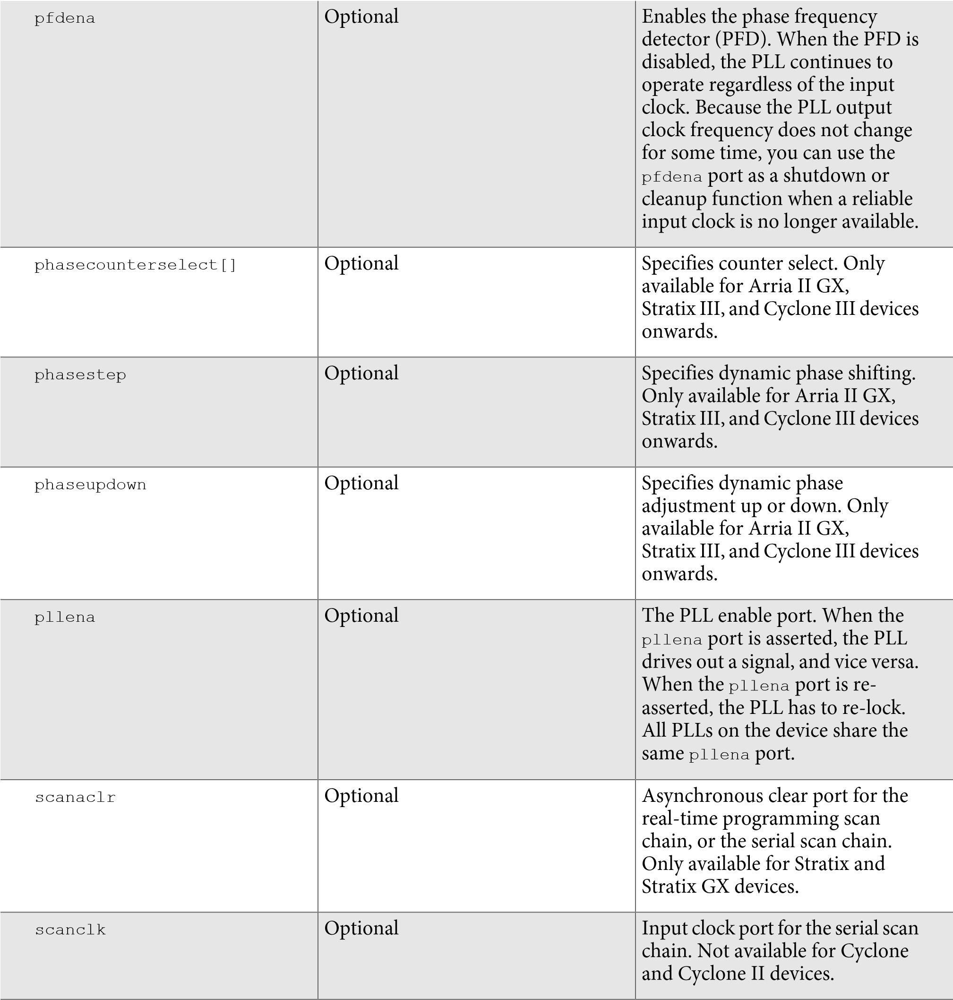 pfdena
Optional
Enables the phase frequency
detector (PFD). When the PFD is
disabled, the PLL continues to
operate regardless of the input
clock. Because the PLL output
clock frequency does not change
for some time, you can use the
pfdena port as a shutdown or
cleanup function when a reliable
input clock is no longer available.
phasecounterselect[]
Optional
Specifies counter select. Only
available for Arria II GX,
Stratix III, and Cyclone III devices
onwards.
phasestep
Optional
Specifies dynamic phase shifting.
Only available for Arria II GX,
Stratix III, and Cyclone III devices
onwards.
phaseupdown
Optional
Specifies dynamic phase
adjustment up or down. Only
available for Arria II GX,
Stratix III, and Cyclone III devices
onwards.
pllena
Optional
The PLL enable port. When the
pllena port is asserted, the PLL
drives out a signal, and vice versa.
When the pllena port is re-
asserted, the PLL has to re-lock.
All PLLs on the device share the
same pllena port.
scanaclr
Optional
Asynchronous clear port for the
real-time programming scan
chain, or the serial scan chain.
Only available for Stratix and
Stratix GX devices.
scanclk
Optional
Input clock port for the serial scan
chain. Not available for Cyclone
and Cyclone II devices.